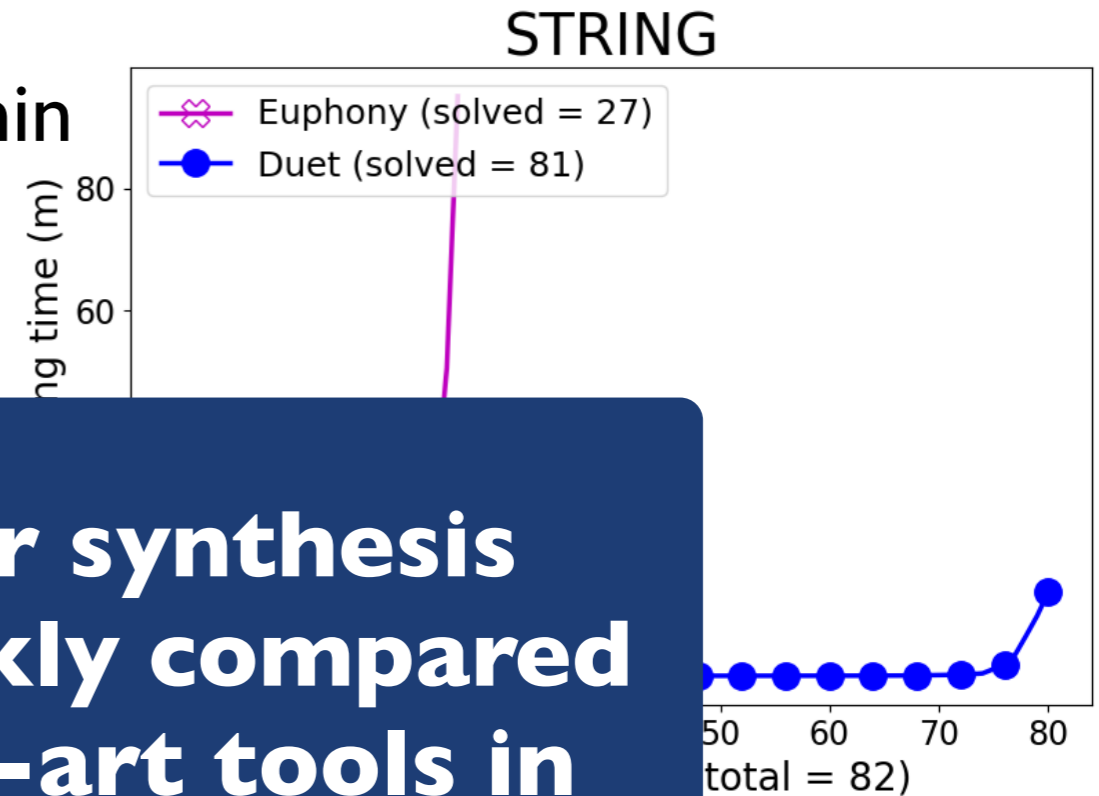 STRING
Euphony (solved = 27)
Duet (solved = 81)
80
60
synthesis
compared
-art tools in
50 60 70 80
total = 82)
time (m)